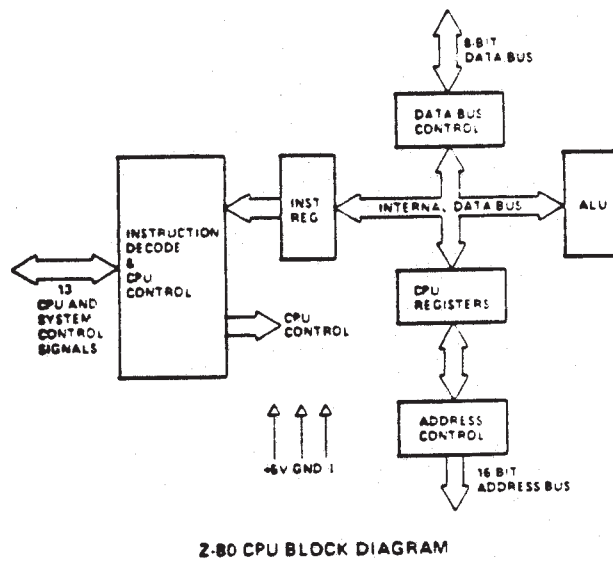 8-BIT
DATA BUS
DATA BUS
CONTROL
INSTRUCTION
DECODE
&
CPU
CONTROL
INST
REG
INTERNAL DATA BUS
ALU
13
CPU AND
SYSTEM
CONTROL
SIGNALS
CPU
REGISTERS
CPU
CONTROL
ADDRESS
CONTROL
GND
16 BIT
ADDRESS BUS
Z-80 CPU BLOCK DIAGRAM